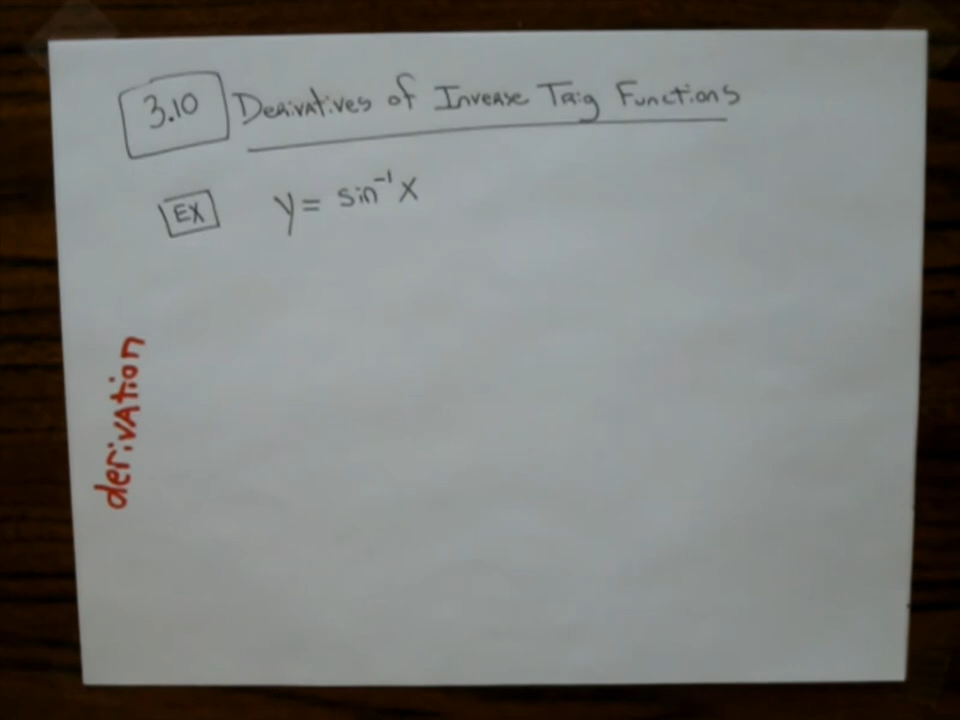 3.10 Derivatives of Inverse Trig Functions
EX y = sin⁻¹x
derivation